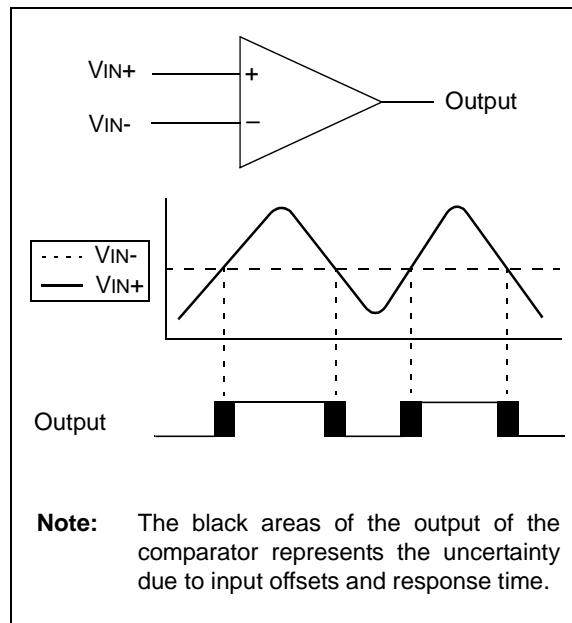 VIN+
+
Output
VIN-
–
VIN-
VIN+
Output
Note: The black areas of the output of the
comparator represents the uncertainty
due to input offsets and response time.